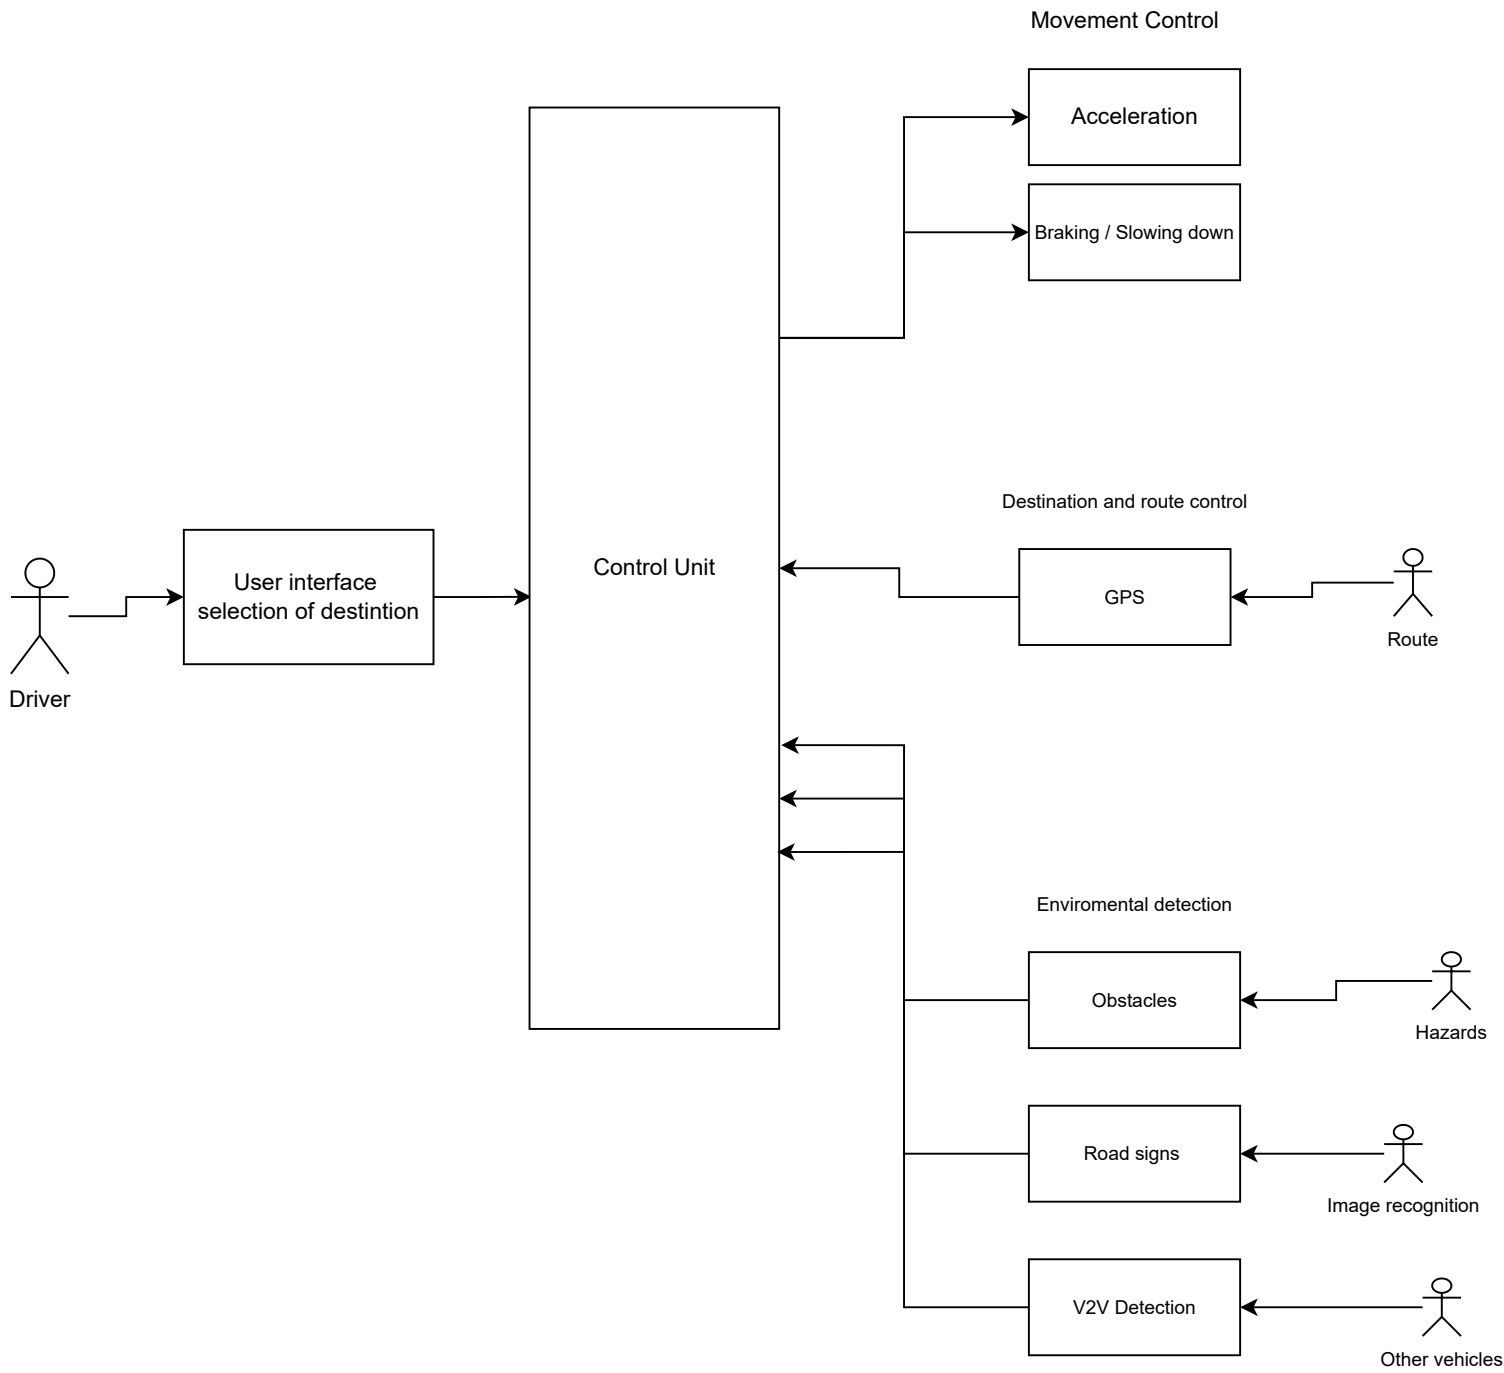 Movement Control
Acceleration
Braking / Slowing down
Destination and route control
Control Unit
User interface
selection of destintion
GPS
Route
Driver
Enviromental detection
Obstacles
Hazards
Road signs
Image recognition
V2V Detection
Other vehicles